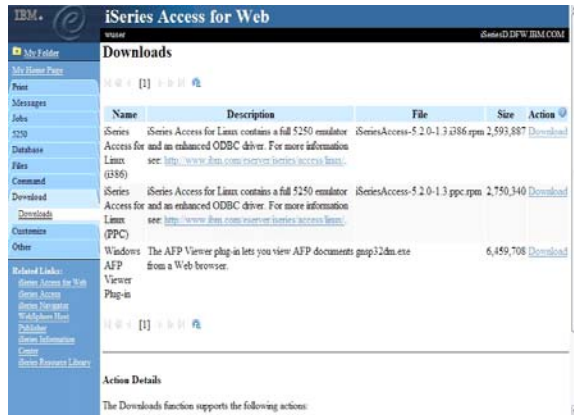 IBM.
iSeries Access for Web
wuser
iSeriesD.DFW.IBM.COM
My Folder
My Home Page
Print
Messages
Jobs
5250
Database
Files
Command
Download
Downloads
Customize
Other
Related Links:
iSeries Access for Web
iSeries Access
iSeries Navigator
WebSphere Host
Publisher
iSeries Information
Center
iSeries Resource Library
Downloads
[1]
Name Description File Size Action
iSeries iSeries Access for Linux contains a full 5250 emulator iSeriesAccess-5.2.0-1.3.i386.rpm 2,593,887 Download
Access for and an enhanced ODBC driver. For more information
Linux see: http://www.ibm.com/eserver/iseries/access/linux/.
(i386)
iSeries iSeries Access for Linux contains a full 5250 emulator iSeriesAccess-5.2.0-1.3.ppc.rpm 2,750,340 Download
Access for and an enhanced ODBC driver. For more information
Linux see: http://www.ibm.com/eserver/iseries/access/linux/.
(PPC)
Windows The AFP Viewer plug-in lets you view AFP documents 6,459,708 Download
AFP from a Web browser.
Viewer
Plug-in
[1]
Action Details
The Downloads function supports the following actions: